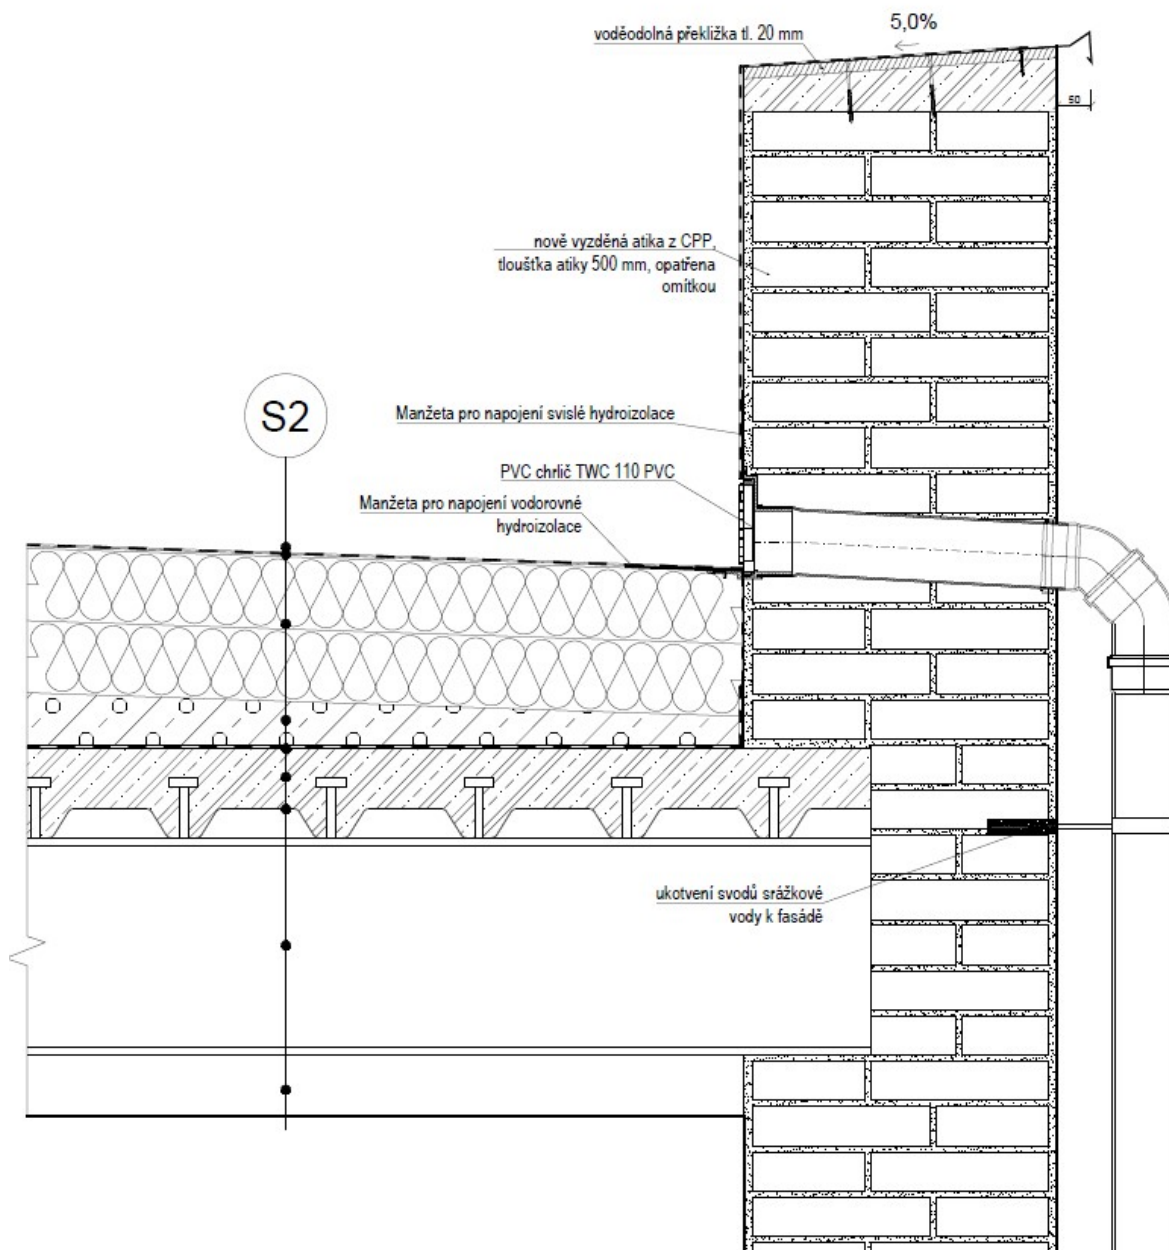 5,0%
voděodolná překližka tl. 20 mm
50
nově vyzděná atika z CPP,
tloušťka atiky 500 mm, opatřena
omítkou
S2
Manžeta pro napojení svislé hydroizolace
PVC chrlič TWC 110 PVC
Manžeta pro napojení vodorovné
hydroizolace
ukotvení svodů srážkové
vody k fasádě